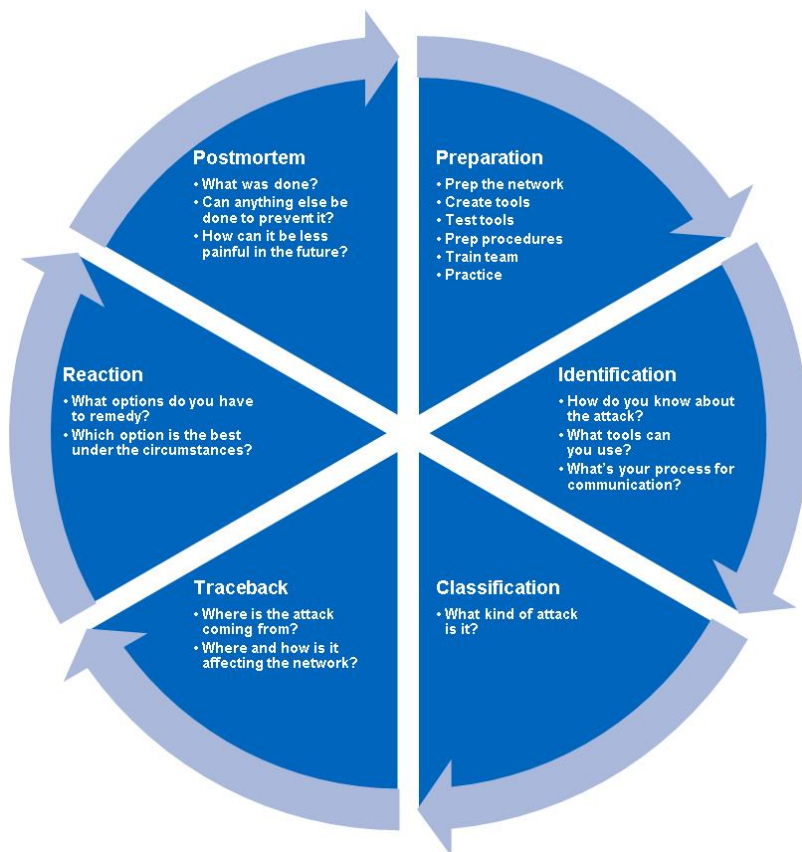 Preparation
• Prep the network
• Create tools
• Test tools
• Prep procedures
• Train team
• Practice
Identification
• How do you know about
the attack?
• What tools can
you use?
• What's your process for
communication?
Classification
• What kind of attack
is it?
Traceback
• Where is the attack
coming from?
• Where and how is it
affecting the network?
Reaction
• What options do you have
to remedy?
• Which option is the best
under the circumstances?
Postmortem
• What was done?
• Can anything else be
done to prevent it?
• How can it be less
painful in the future?